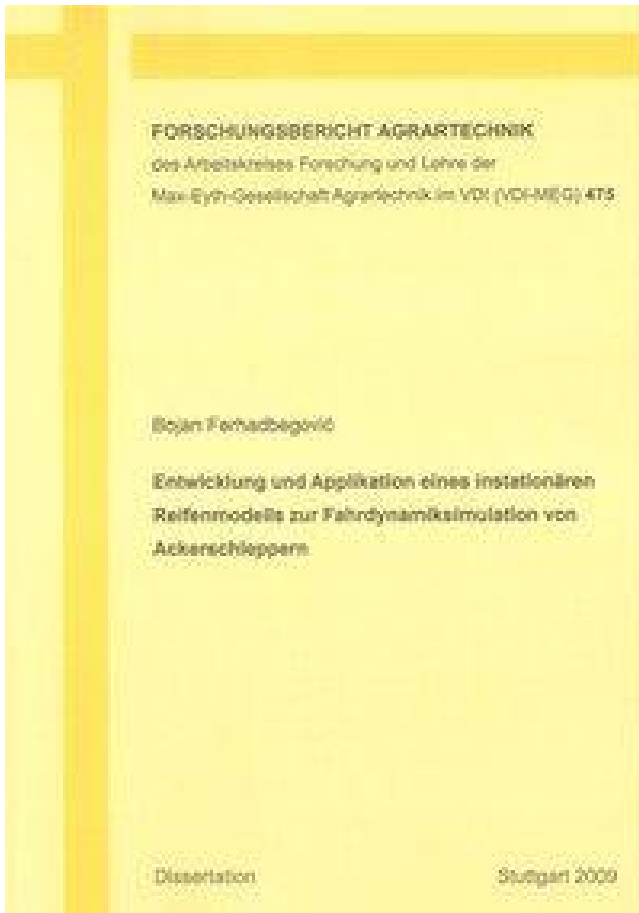 FORSCHUNGSBERICHT AGRARTECHNIK
des Arbeitskreises Forschung und Lehre der
Max-Eyth-Gesellschaft Agrartechnik im VDI (VDI-MEG) 475
Bojan Ferhadbegović
Entwicklung und Applikation eines instationären
Reifenmodells zur Fahrdynamiksimulation von
Ackerschleppern
Dissertation Stuttgart 2009